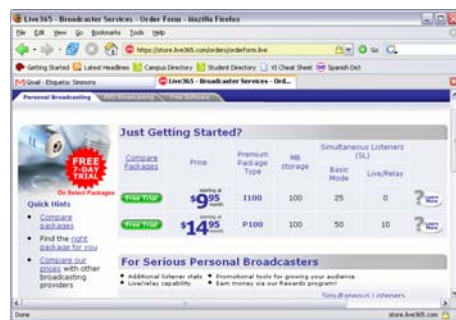 Live365 - Broadcaster Services - Order Form - Mozilla Firefox
File Edit View Go Bookmarks Tools Help
https://store.live365.com/orders/orderform.live
Go
Getting Started Latest Headlines Campus Directory Student Directory VI Cheat Sheet Spanish Dict
Gmail - Etiqueta: Simmons
Live365 - Broadcaster Services - Ord...
Personal Broadcasting
FREE
7-DAY
TRIAL
On Select Packages
Quick Hints
Compare packages
Find the right package for you
Compare our prices with other broadcasting providers
Just Getting Started?
Compare Packages
Price
Premium Package Type
MB storage
Simultaneous Listeners (SL)
Basic Mode
Live/Relay
Free Trial starting at $9.95 month I100 100 25 0 ? Learn More
Free Trial starting at $14.95 month P100 100 50 10 ? Learn More
For Serious Personal Broadcasters
Additional listener stats Promotional tools for growing your audience
Live/relay capability Earn money via our Rewards program!
Simultaneous Listeners
Done
store.live365.com